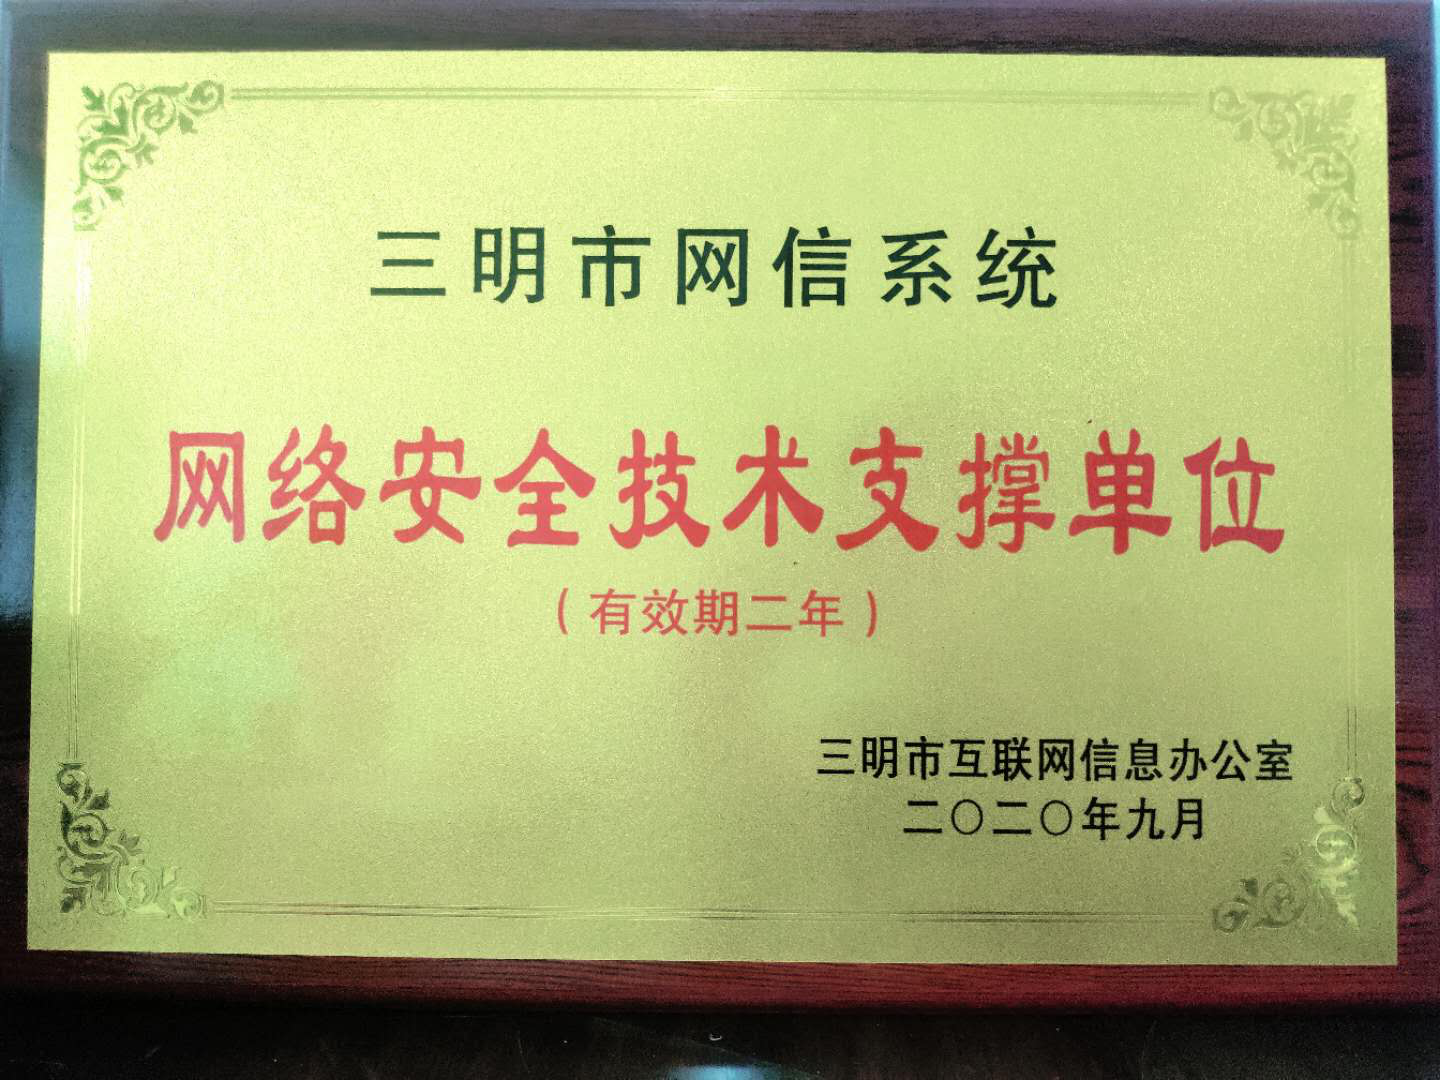 三明市网信系统
网络安全技术支撑单位
（有效期二年）
三明市互联网信息办公室
二〇二〇年九月